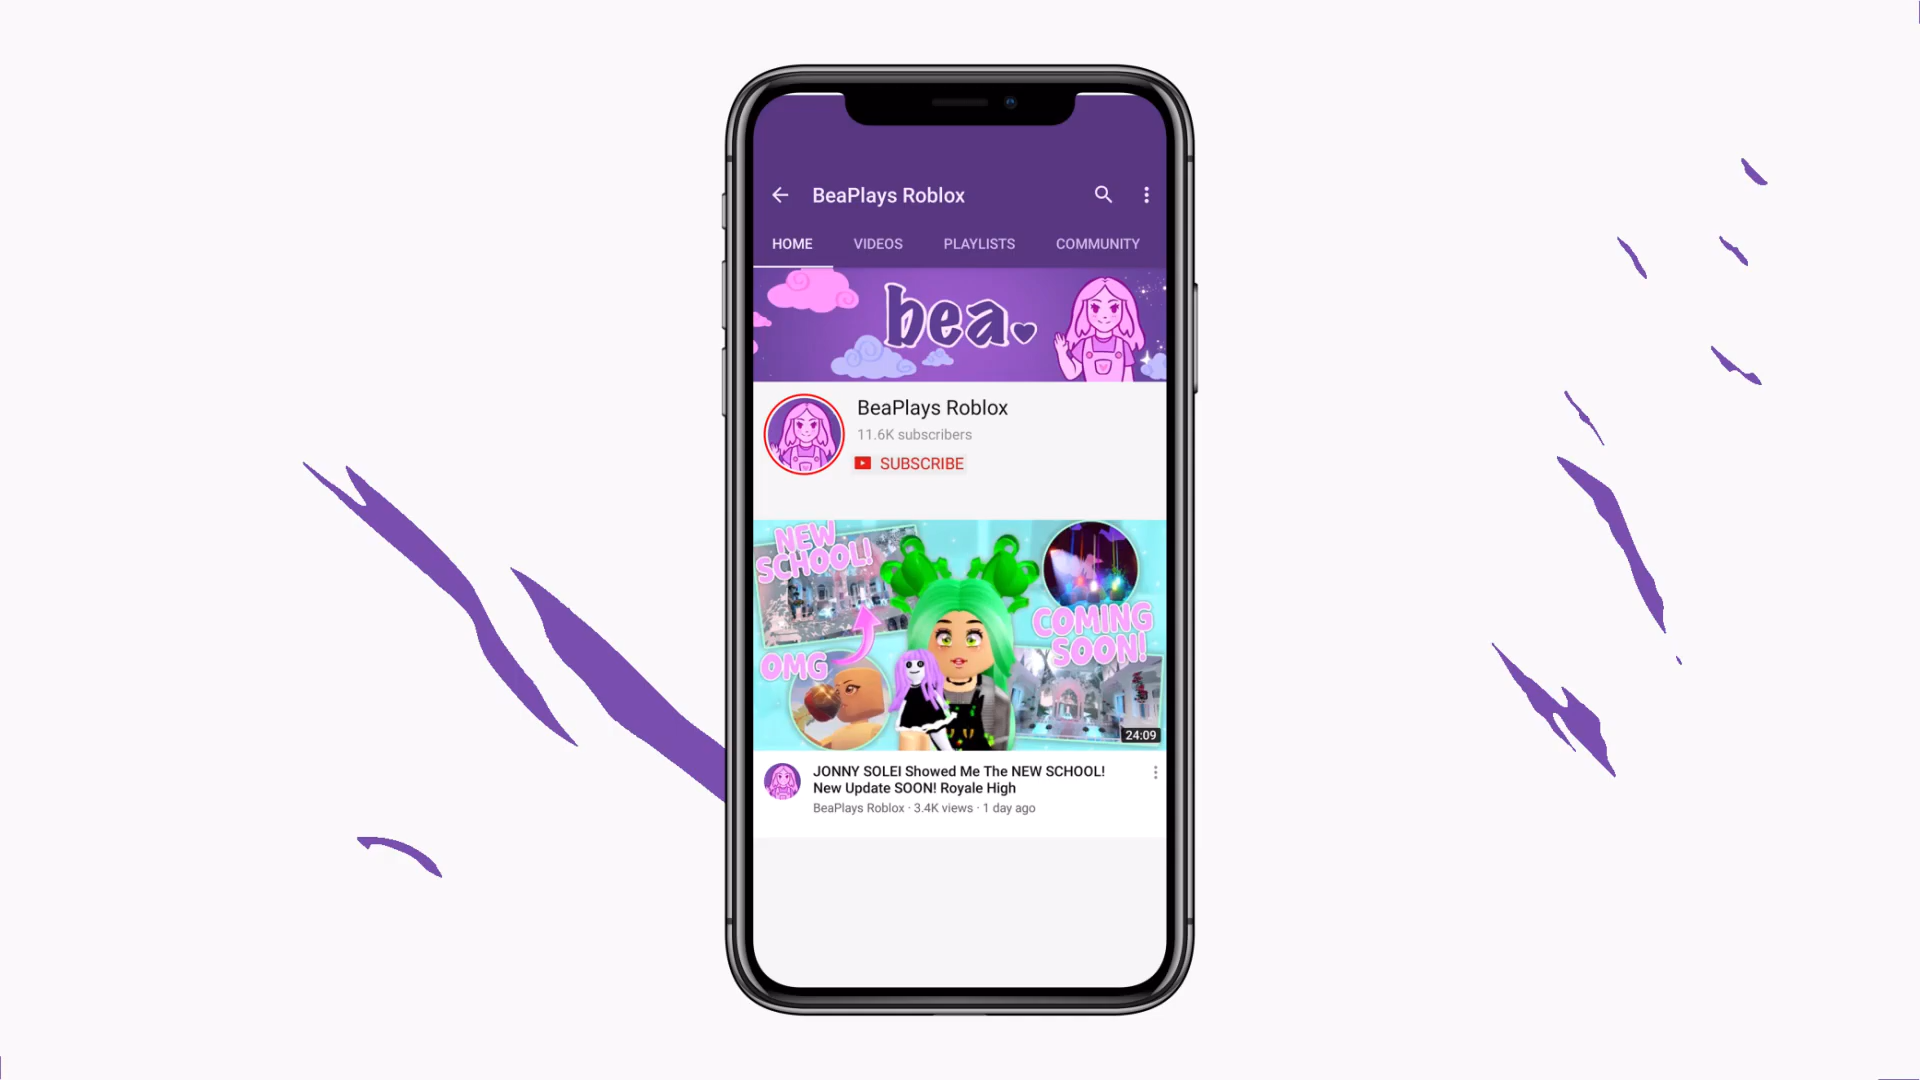 BeaPlays Roblox
HOME VIDEOS PLAYLISTS COMMUNITY
bea
BeaPlays Roblox
11.6K subscribers
SUBSCRIBE
NEW
SCHOOL!
COMING
SOON!
OMG
24:09
JONNY SOLEI Showed Me The NEW SCHOOL!
New Update SOON! Royale High
BeaPlays Roblox · 3.4K views · 1 day ago